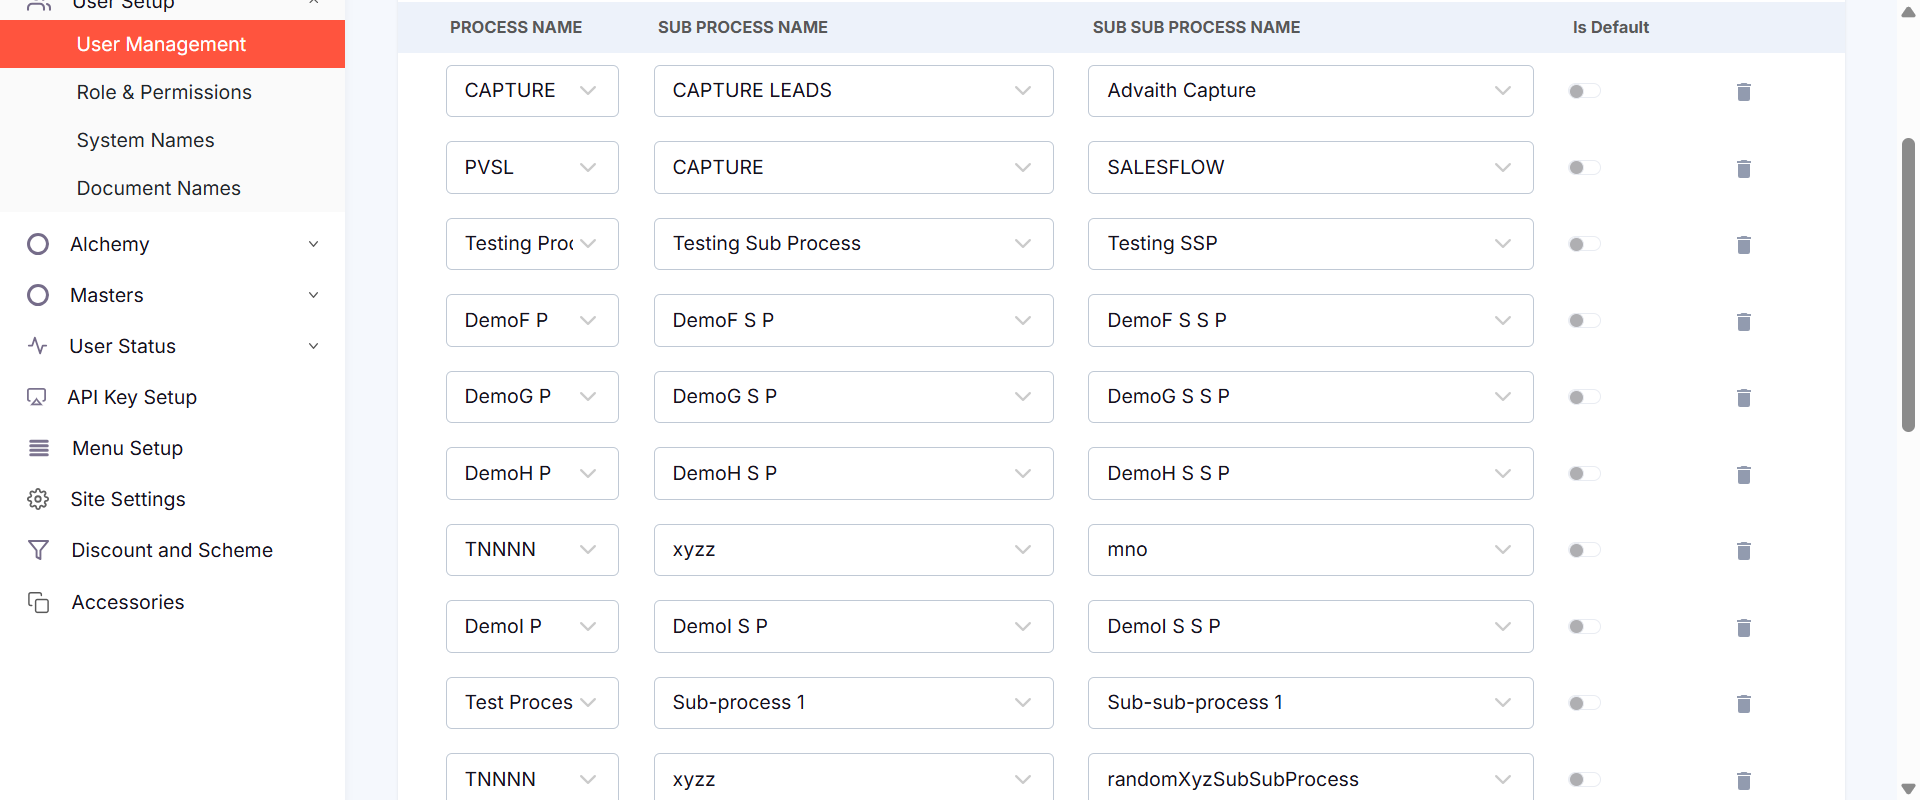 User Setup
User Management
Role & Permissions
System Names
Document Names
Alchemy
Masters
User Status
API Key Setup
Menu Setup
Site Settings
Discount and Scheme
Accessories
PROCESS NAME SUB PROCESS NAME SUB SUB PROCESS NAME Is Default
CAPTURE CAPTURE LEADS Advaith Capture
PVSL CAPTURE SALESFLOW
Testing Proc Testing Sub Process Testing SSP
DemoF P DemoF S P DemoF S S P
DemoG P DemoG S P DemoG S S P
DemoH P DemoH S P DemoH S S P
TNNNN xyzz mno
DemoI P DemoI S P DemoI S S P
Test Proces Sub-process 1 Sub-sub-process 1
TNNNN xyzz randomXyzSubSubProcess